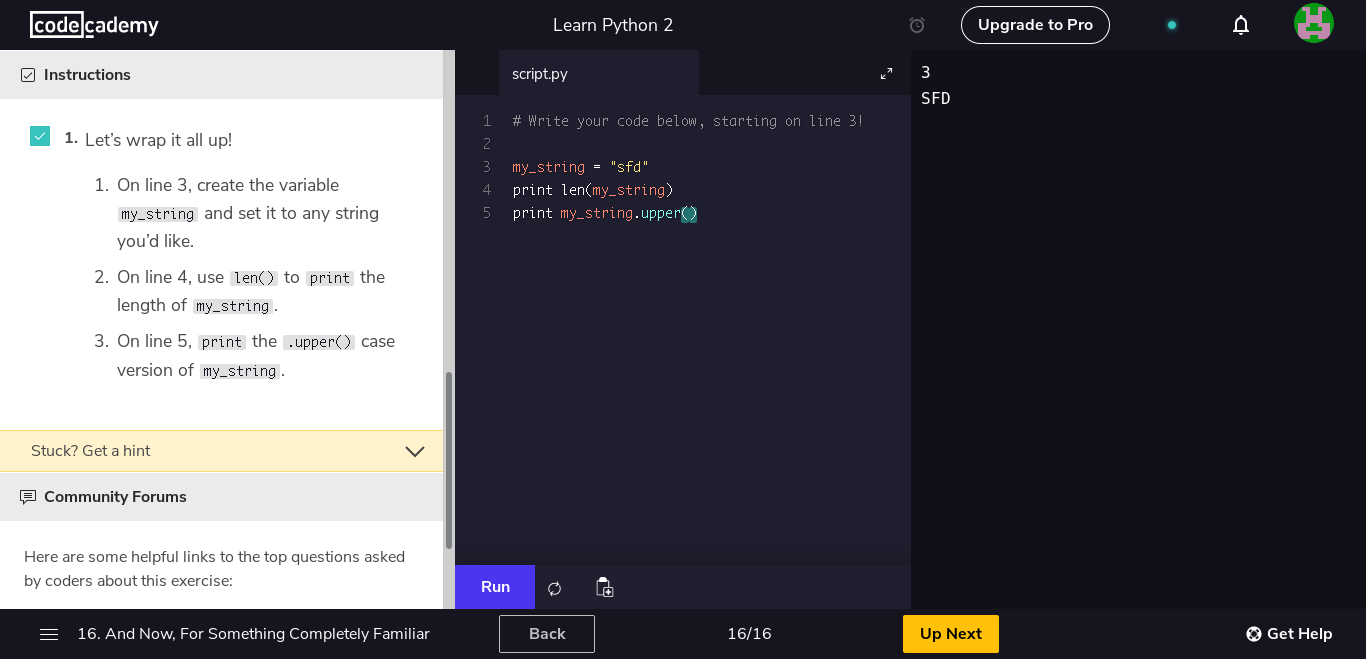 codecademy
Learn Python 2
Upgrade to Pro
Instructions
1. Let's wrap it all up!
1. On line 3, create the variable
my_string and set it to any string
you'd like.
2. On line 4, use len() to print the
length of my_string.
3. On line 5, print the .upper() case
version of my_string.
Stuck? Get a hint
Community Forums
Here are some helpful links to the top questions asked
by coders about this exercise:
script.py
1 # Write your code below, starting on line 3!
2
3 my_string = "sfd"
4 print len(my_string)
5 print my_string.upper()
Run
3
SFD
16. And Now, For Something Completely Familiar
Back
16/16
Up Next
Get Help